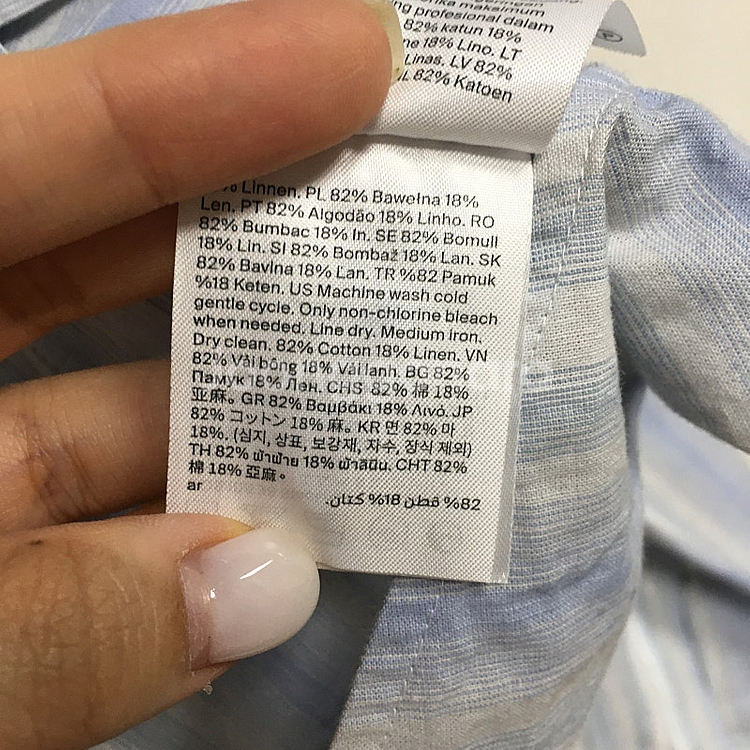 maksimum
profesional dalam
82% katun 18%
18% Lino. LT
Linas. LV 82%
82% Katoen
% Linnen. PL 82% Bawełna 18%
Len. PT 82% Algodão 18% Linho. RO
82% Bumbac 18% In. SE 82% Bomull
18% Lin. SI 82% Bombaž 18% Lan. SK
82% Bavlna 18% Lan. TR %82 Pamuk
%18 Keten. US Machine wash cold
gentle cycle. Only non-chlorine bleach
when needed. Line dry. Medium iron.
Dry clean. 82% Cotton 18% Linen. VN
82% Vải bông 18% Vải lanh. BG 82%
Памук 18% Лен. CHS 82% 棉 18%
亚麻。GR 82% Βαμβάκι 18% Λινό. JP
82% コットン 18% 麻。KR 면 82% 마
18%. (심지, 상표, 보강재, 자수, 장식 제외)
TH 82% ผ้าฝ้าย 18% ผ้าลินิน. CHT 82%
棉 18% 亞麻。
ar
%82 قطن %18 كتان.